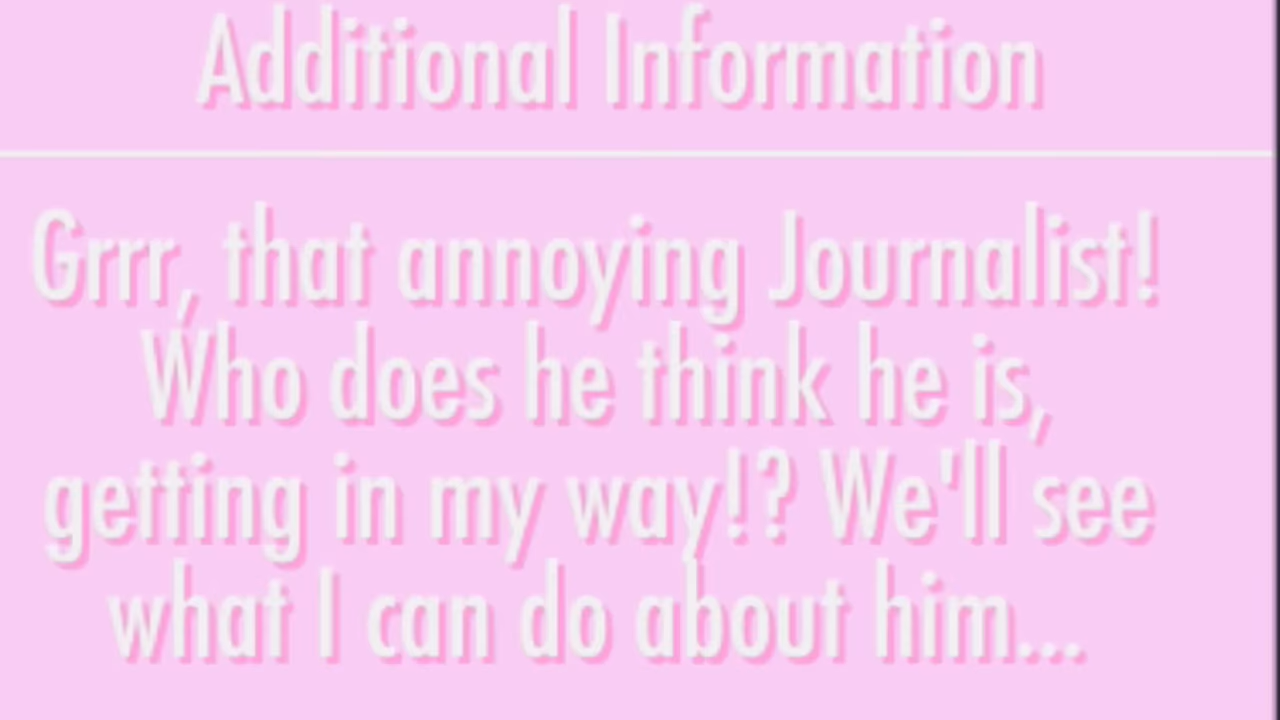 Additional Information
Grrr, that annoying Journalist!
Who does he think he is,
getting in my way!? We'll see
what I can do about him...